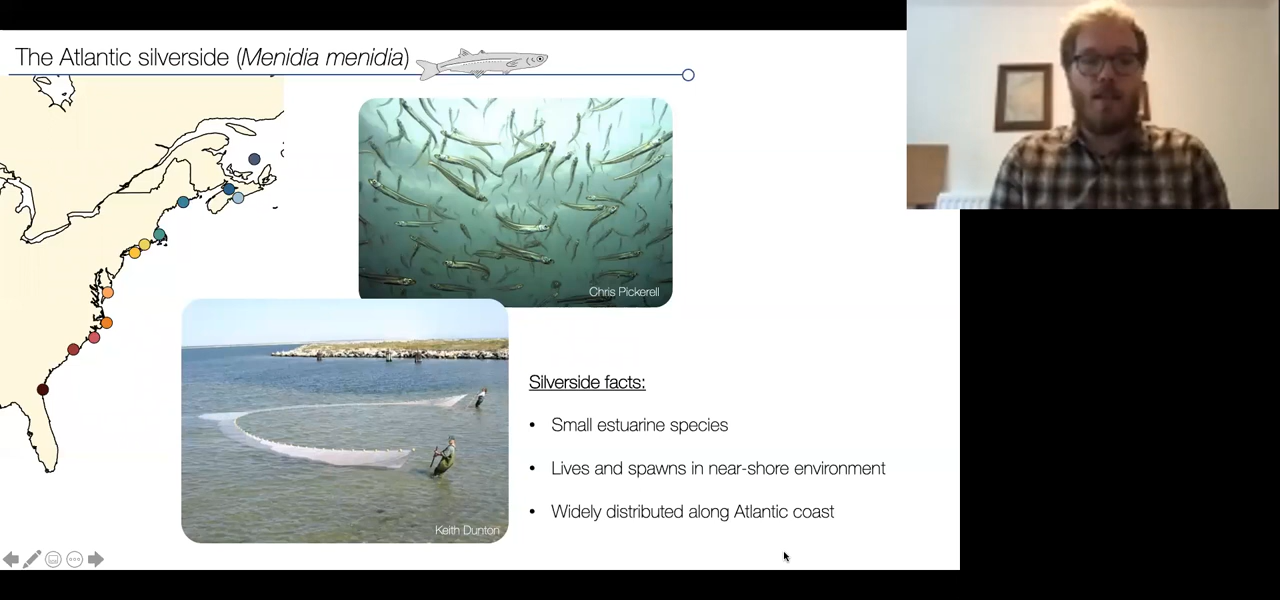 The Atlantic silverside (Menidia menidia)
Chris Pickerell
Keith Dunton
Silverside facts:
• Small estuarine species
• Lives and spawns in near-shore environment
• Widely distributed along Atlantic coast